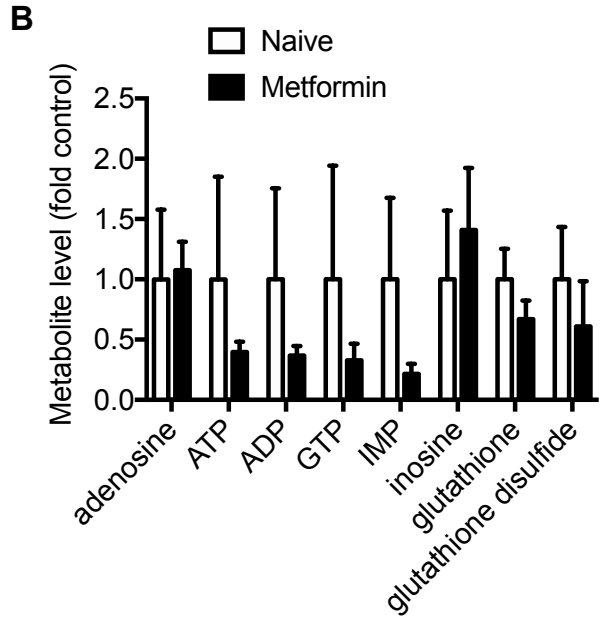 B
Naive
Metformin
Metabolite level (fold control)
2.5
2.0
1.5
1.0
0.5
0.0
adenosine
ATP
ADP
GTP
IMP
inosine
glutathione
glutathione disulfide